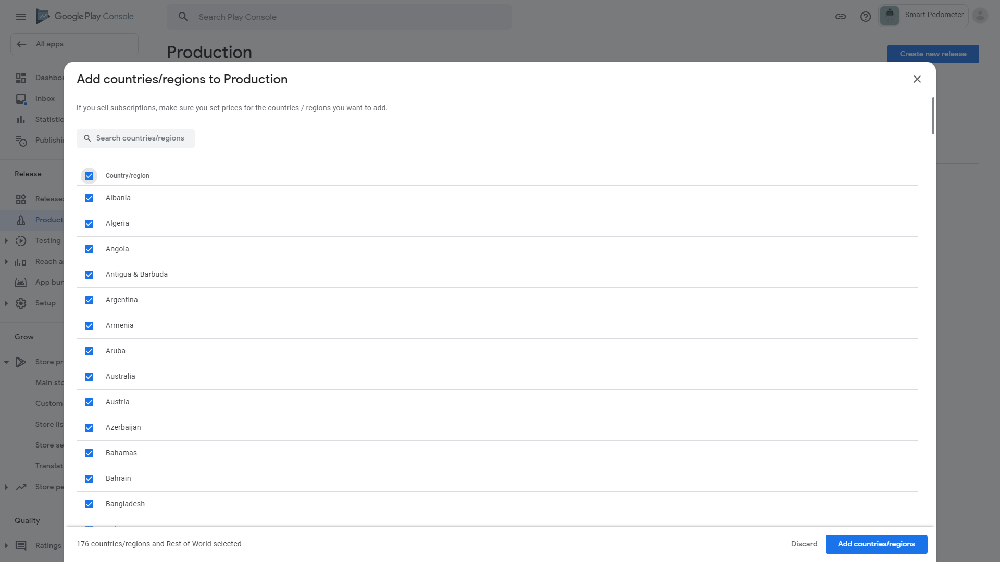 Google Play Console
Search Play Console
Smart Pedometer
All apps
Production
Create new release
Dashboa
Inbox
Statistic
Publishi
Release
Releases
Product
Testing
Reach a
App bun
Setup
Grow
Store pr
Main sto
Custom
Store lis
Store se
Translati
Store pe
Quality
Ratings
Add countries/regions to Production
If you sell subscriptions, make sure you set prices for the countries / regions you want to add.
Search countries/regions
Country/region
Albania
Algeria
Angola
Antigua & Barbuda
Argentina
Armenia
Aruba
Australia
Austria
Azerbaijan
Bahamas
Bahrain
Bangladesh
176 countries/regions and Rest of World selected
Discard
Add countries/regions